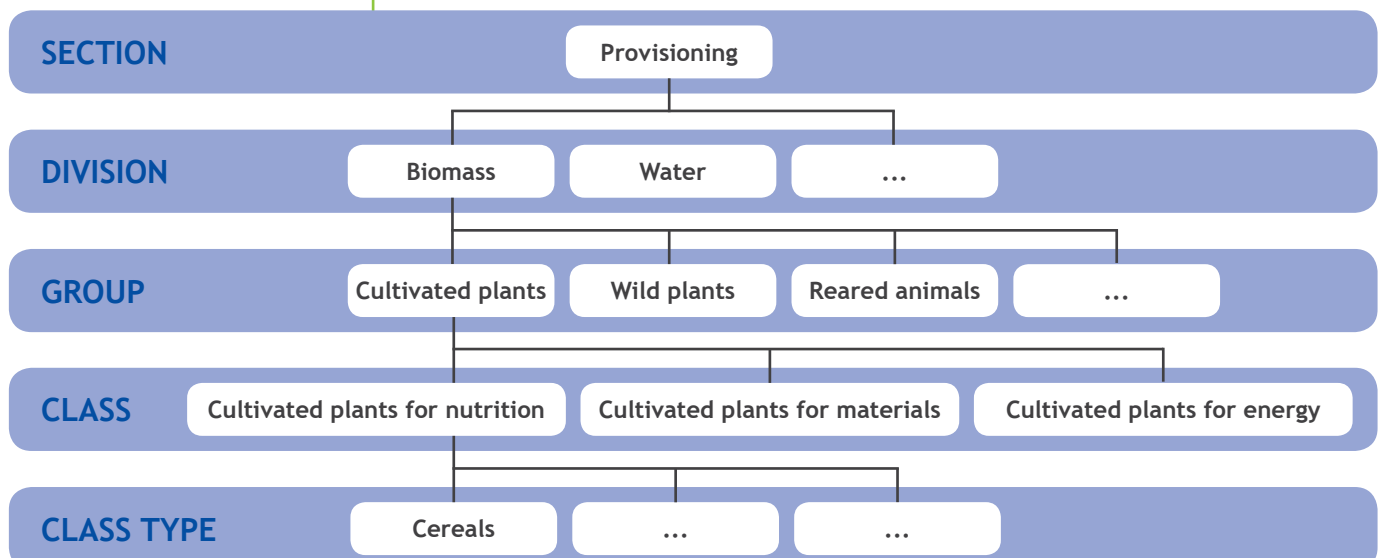 SECTION
Provisioning
DIVISION
Biomass
Water
...
GROUP
Cultivated plants
Wild plants
Reared animals
...
CLASS
Cultivated plants for nutrition
Cultivated plants for materials
Cultivated plants for energy
CLASS TYPE
Cereals
...
...